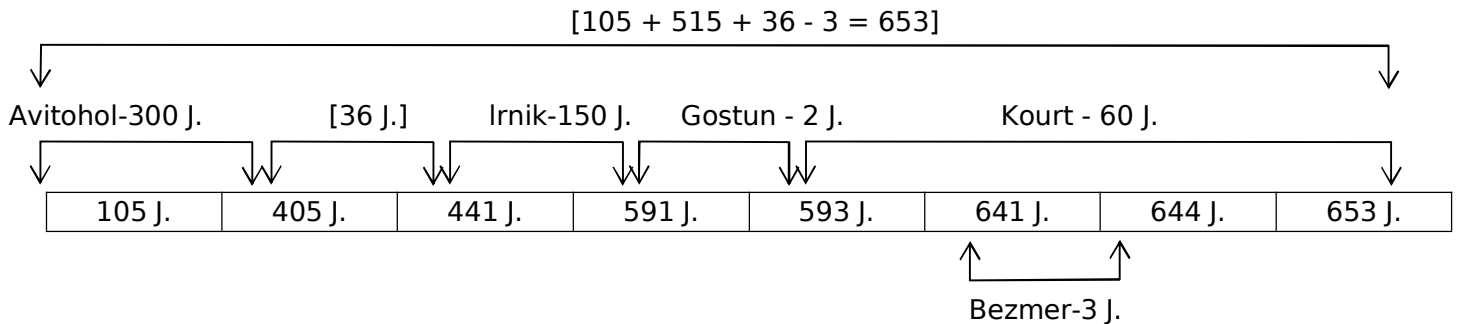 [105 + 515 + 36 - 3 = 653]
Avitohol-300 J. [36 J.] Irnik-150 J. Gostun - 2 J. Kourt - 60 J.
105 J. 405 J. 441 J. 591 J. 593 J. 641 J. 644 J. 653 J.
Bezmer-3 J.